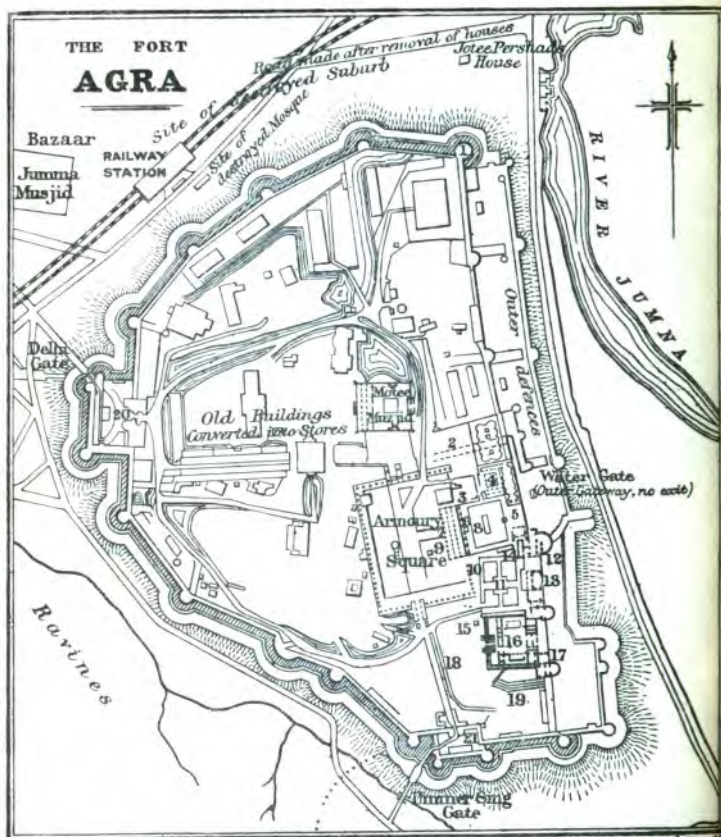 THE FORT
AGRA
Road made after removal of houses
Jotee Pershad's
House
Site of destroyed Suburb
Site of
destroyed Mosque
Bazaar
RAILWAY
STATION
Jumma
Musjid
RIVER JUMNA
Outer defences
Delhi
Gate
20
Old Buildings
Converted into Stores
Motee
Musjid
1
2
3
4
5
Water Gate
(Outer Gateway, no exit)
Armoury
Square
8
9
10
11
12
13
15
16
17
18
19
21
Ravines
Ummer Sing
Gate